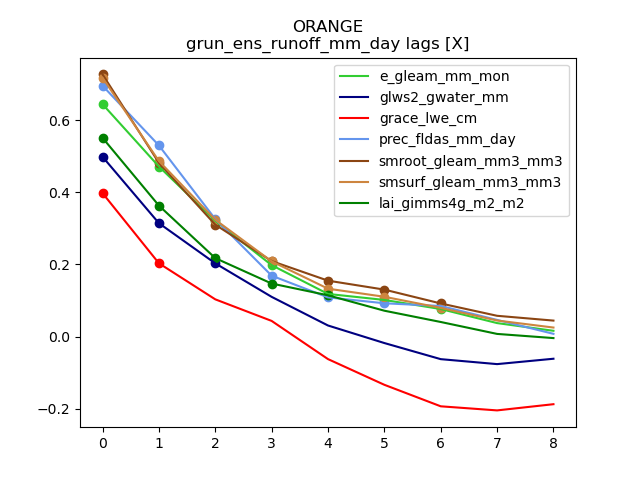 ORANGE
grun_ens_runoff_mm_day lags [X]
e_gleam_mm_mon
glws2_gwater_mm
grace_lwe_cm
prec_fldas_mm_day
smroot_gleam_mm3_mm3
smsurf_gleam_mm3_mm3
lai_gimms4g_m2_m2
0.6
0.4
0.2
0.0
−0.2
0 1 2 3 4 5 6 7 8